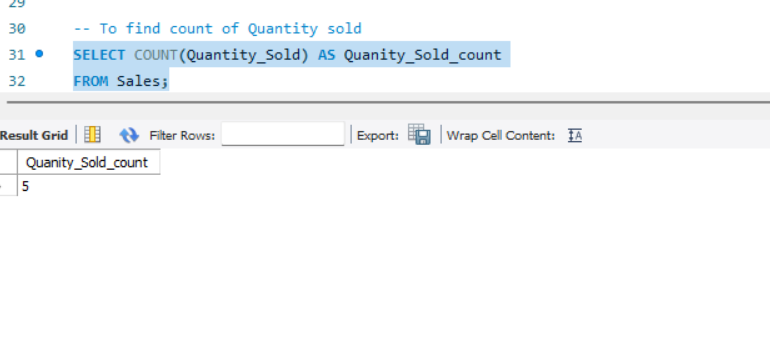 29
30 -- To find count of Quantity sold
31 SELECT COUNT(Quantity_Sold) AS Quanity_Sold_count
32 FROM Sales;
Result Grid Filter Rows: Export: Wrap Cell Content: IA
Quanity_Sold_count
5